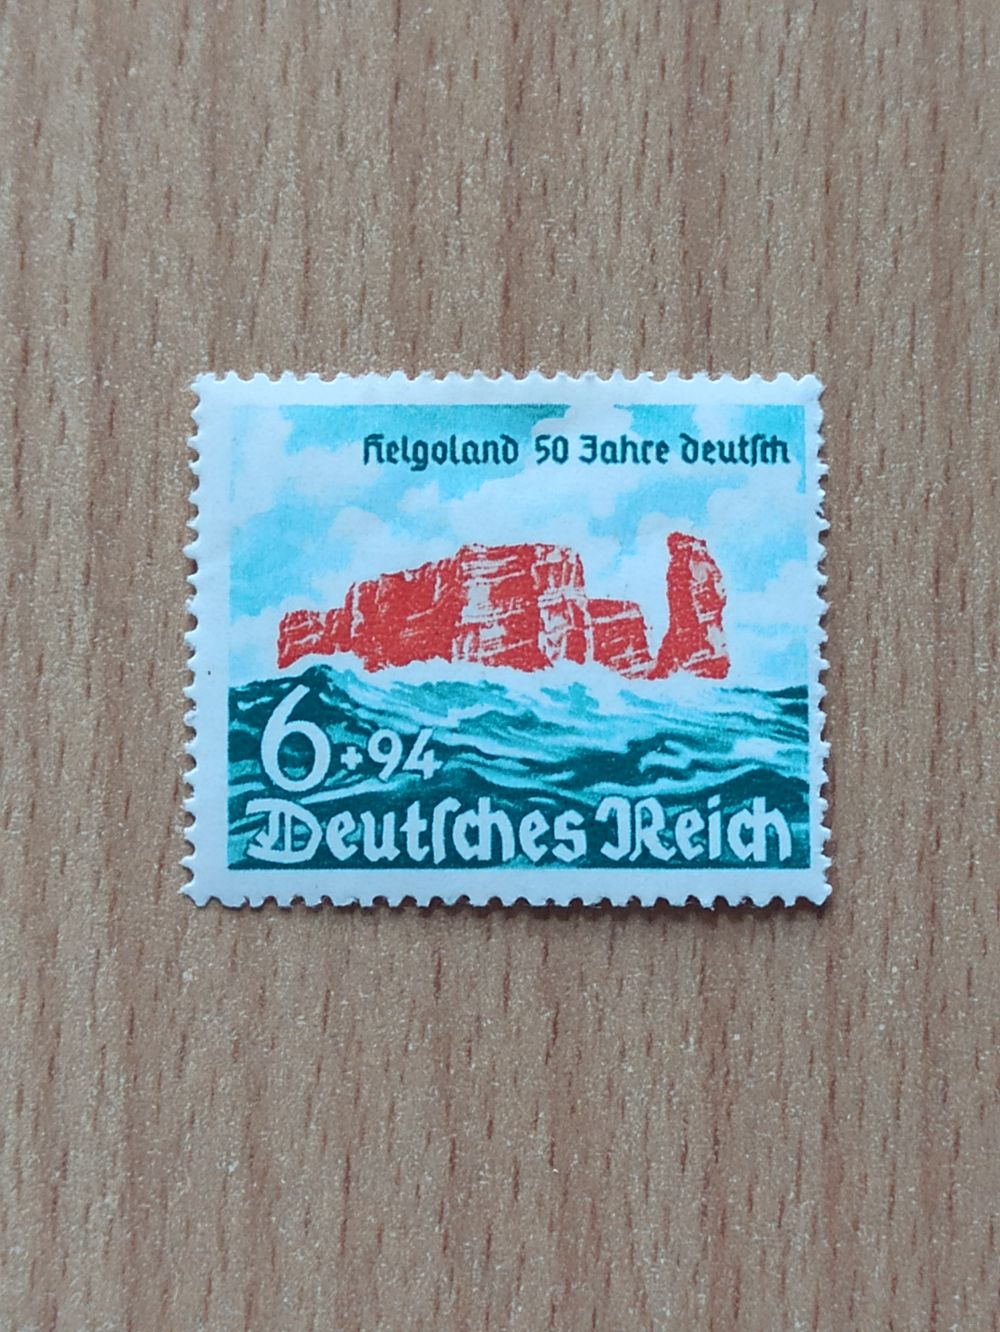 Helgoland 50 Jahre deutsch
6+94
Deutsches Reich